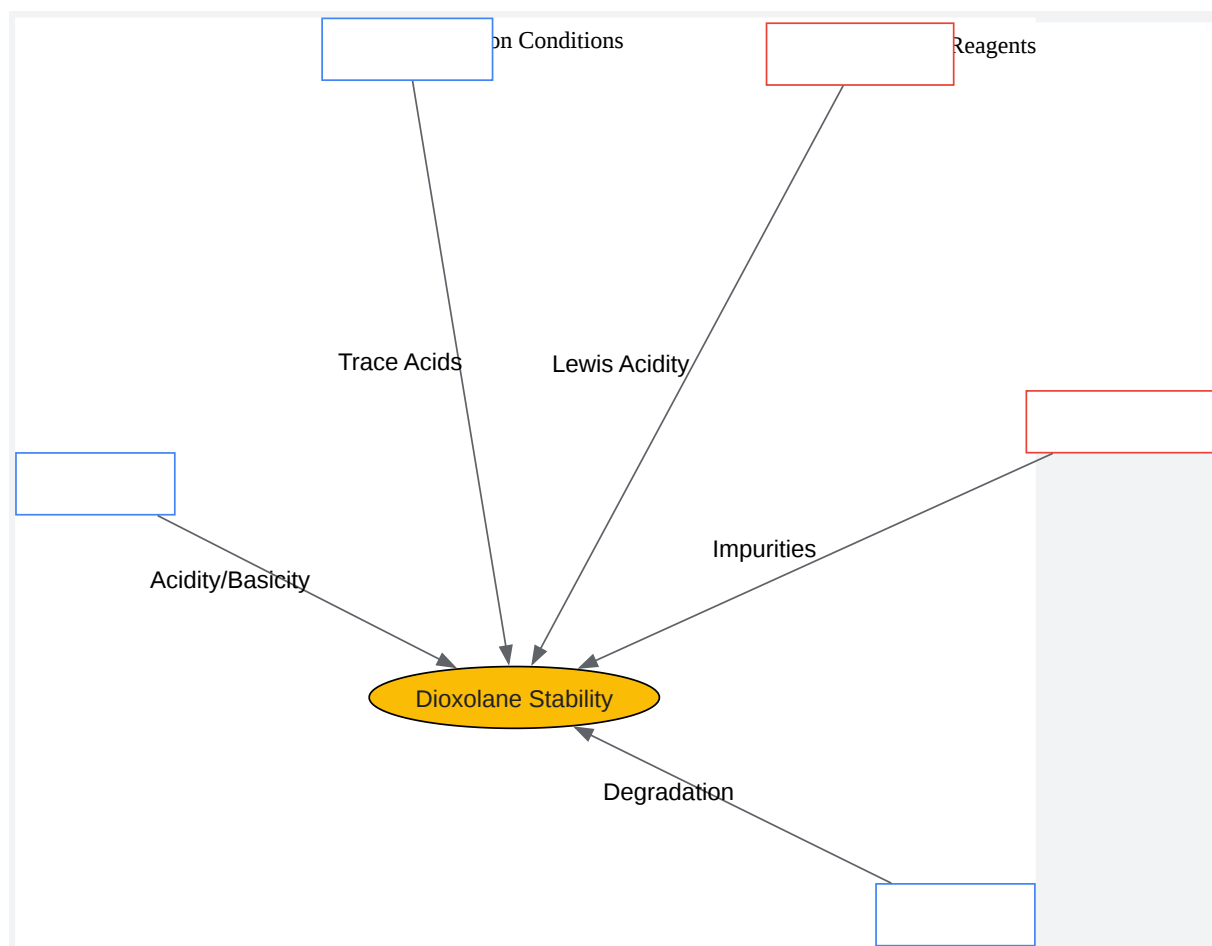 on Conditions
Reagents
Trace Acids
Lewis Acidity
Impurities
Acidity/Basicity
Dioxolane Stability
Degradation